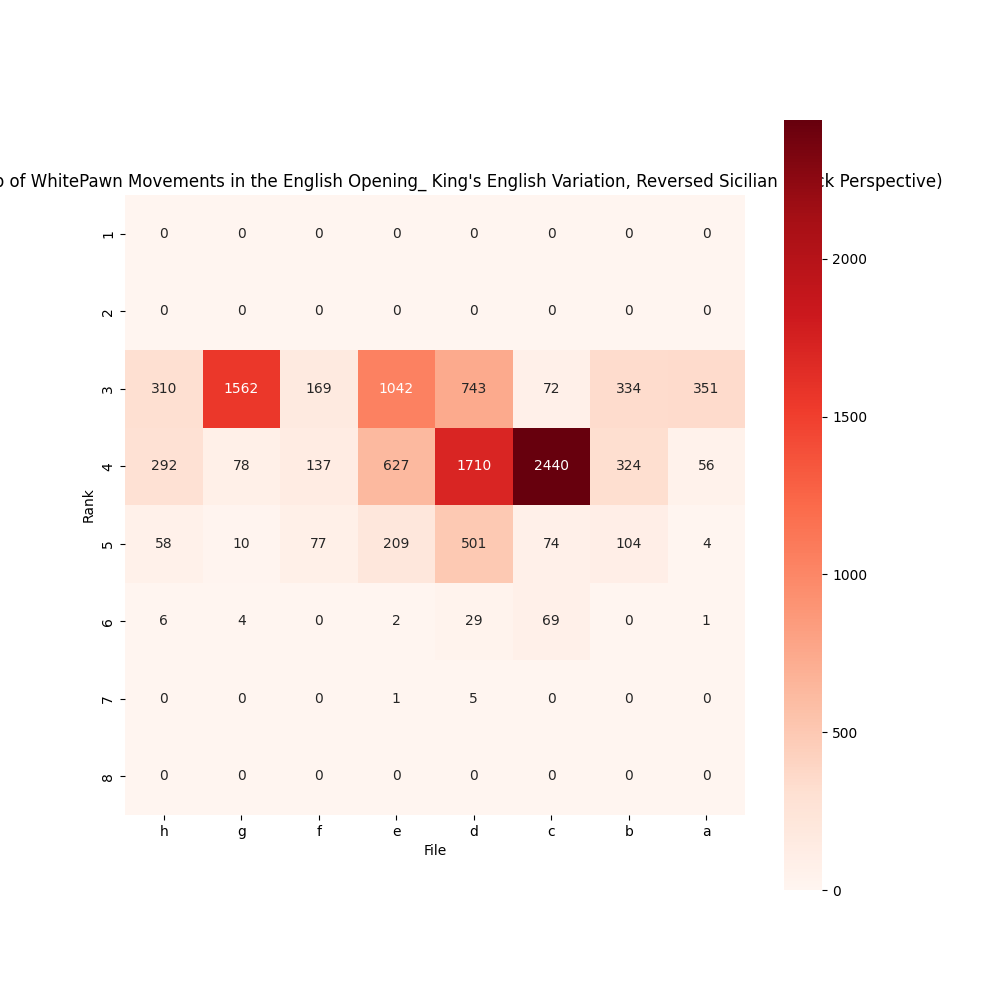 of WhitePawn Movements in the English Opening_ King's English Variation, Reversed Sicilian Perspective)
1 0 0 0 0 0 0 0 0
2 0 0 0 0 0 0 0 0
2000
3 310 1562 169 1042 743 72 334 351
1500
4 292 78 137 627 1710 2440 324 56
Rank
5 58 10 77 209 501 74 104 4
1000
6 6 4 0 2 29 69 0 1
7 0 0 0 1 5 0 0 0
500
8 0 0 0 0 0 0 0 0
h g f e d c b a
File
0